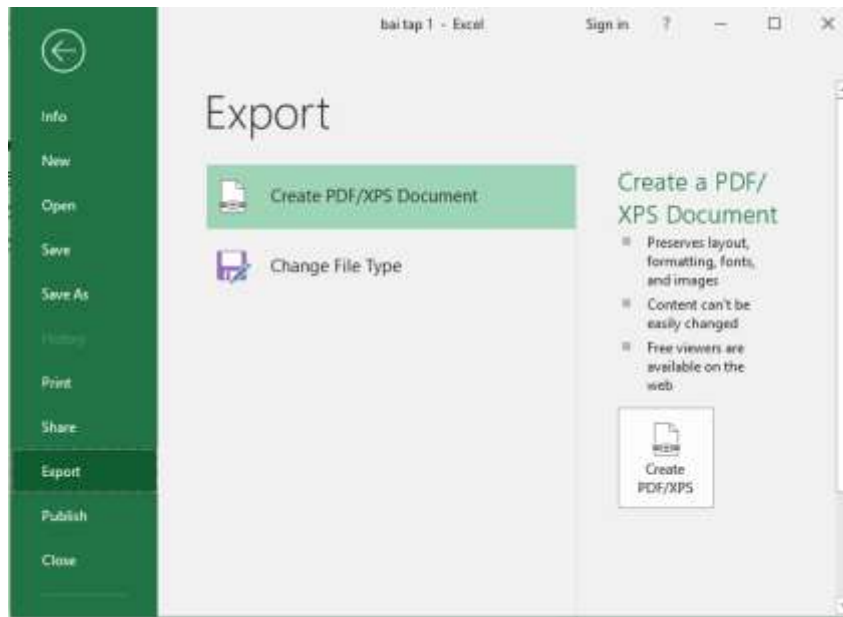 bai tap 1 - Excel
Sign in
?
Info
New
Open
Save
Save As
History
Print
Share
Export
Publish
Close
Export
Create PDF/XPS Document
Change File Type
Create a PDF/
XPS Document
Preserves layout,
formatting, fonts,
and images
Content can't be
easily changed
Free viewers are
available on the
web
Create
PDF/XPS